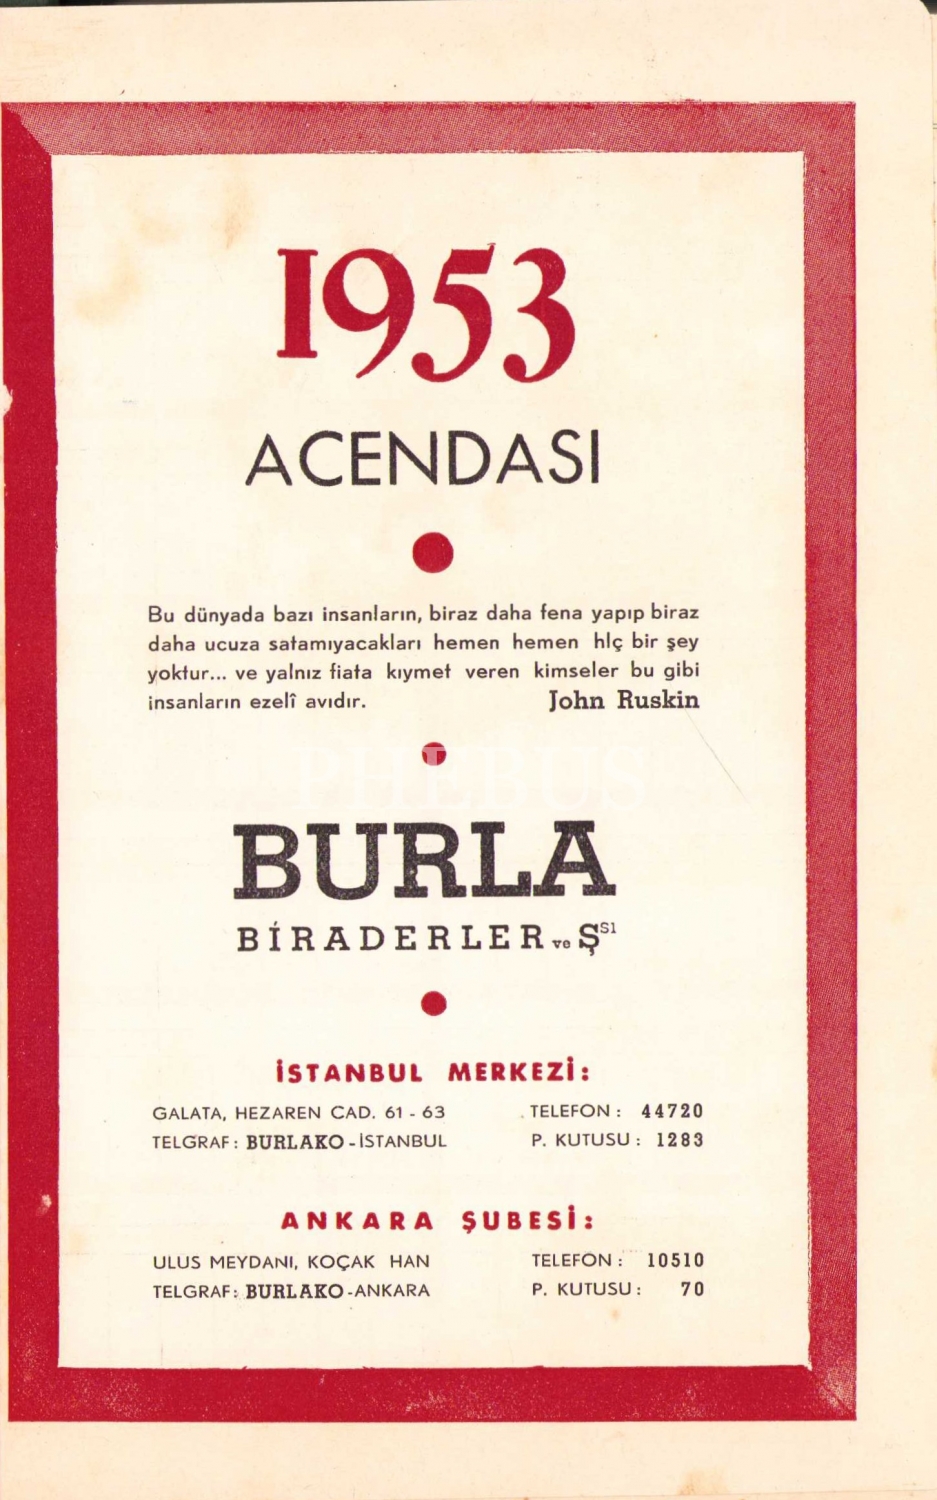 1953
ACENDASI
Bu dünyada bazı insanların, biraz daha fena yapıp biraz
daha ucuza satamıyacakları hemen hemen hlç bir şey
yoktur... ve yalnız fiata kıymet veren kimseler bu gibi
insanların ezelî avıdır. John Ruskin
PHEBUS
BURLA
BİRADERLER ve Ş SI
İSTANBUL MERKEZİ:
GALATA, HEZAREN CAD. 61 - 63 TELEFON : 44720
TELGRAF : BURLAKO - İSTANBUL P. KUTUSU : 1283
ANKARA ŞUBESİ:
ULUS MEYDANI, KOÇAK HAN TELEFON : 10510
TELGRAF : BURLAKO - ANKARA P. KUTUSU : 70